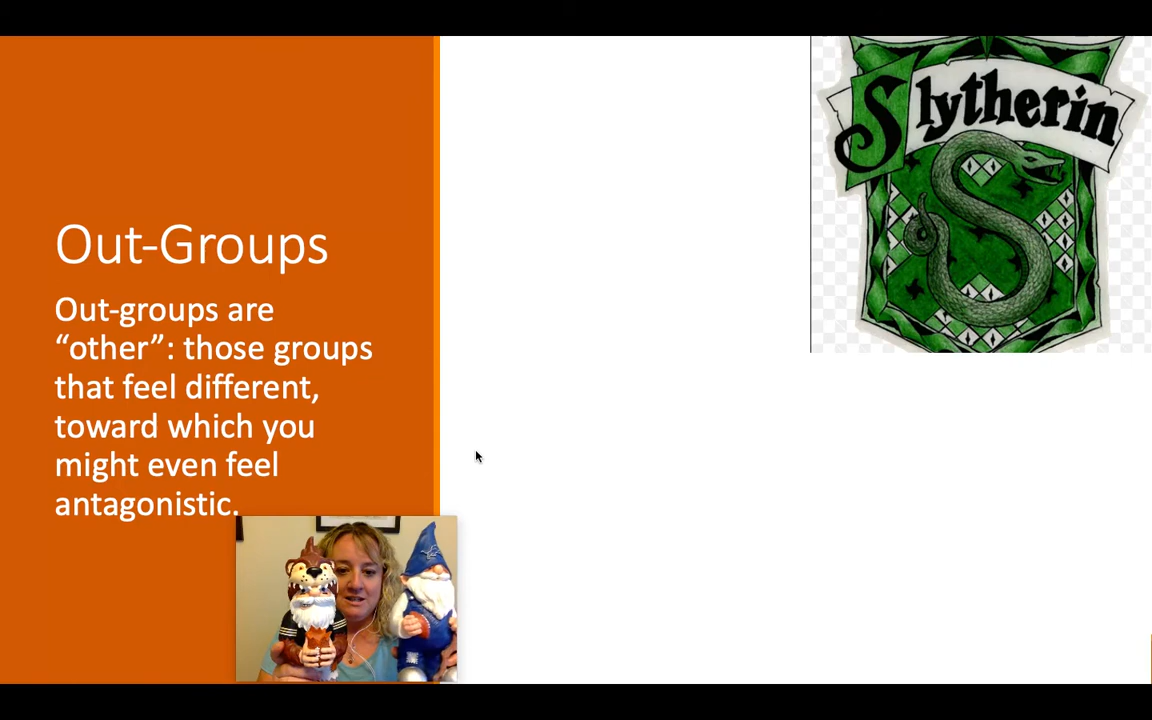 Out-Groups
Out-groups are
“other”: those groups
that feel different,
toward which you
might even feel
antagonistic.
Slytherin